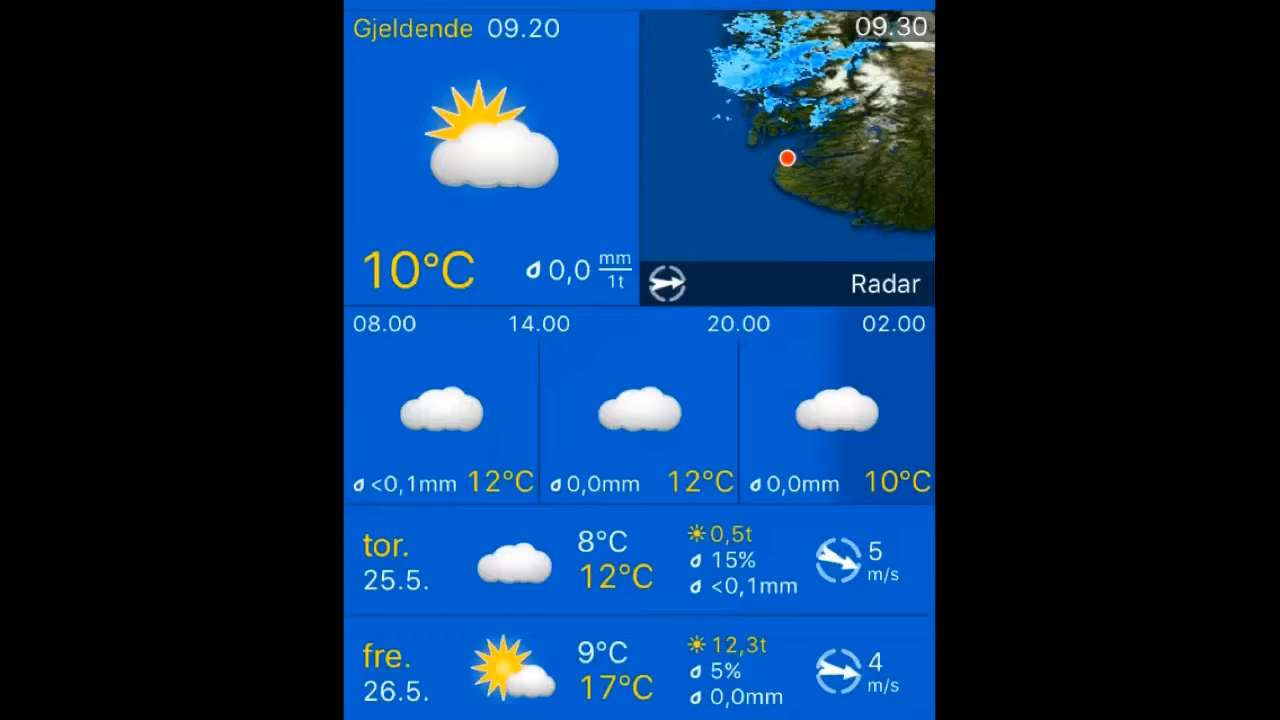 Gjeldende 09.20
09.30
10°C
0,0 mm
1t
Radar
08.00 14.00 20.00 02.00
<0,1mm 12°C
0,0mm 12°C
0,0mm 10°C
tor.
25.5.
8°C
12°C
0,5t
15%
<0,1mm
5
m/s
fre.
26.5.
9°C
17°C
12,3t
5%
0,0mm
4
m/s